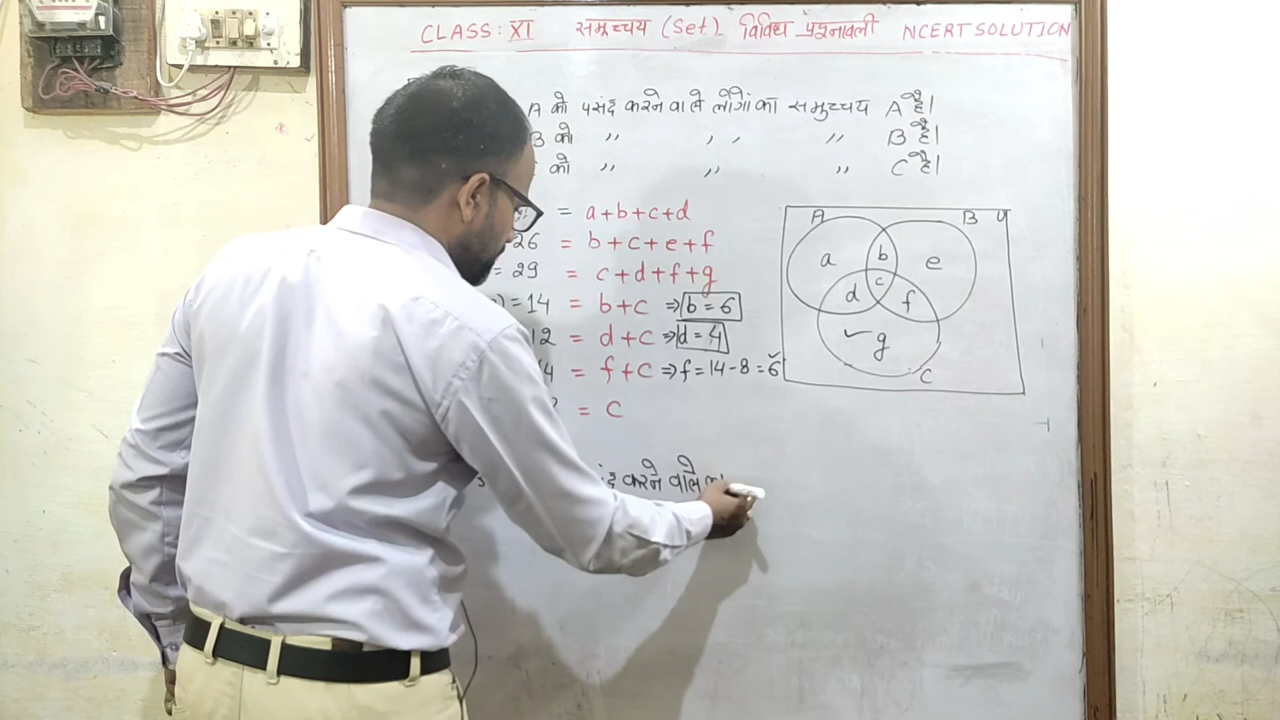 CLASS: XI समुच्चय (Set) विविध प्रश्नावली NCERT SOLUTION
A को पसंद करने वाले लोगों का समुच्चय A है।
B को ,, ,, ,, B है।
को ,, ,, ,, C है।
= a+b+c+d
26 = b+c+e+f
= 29 = c+d+f+g
) = 14 = b+c ⇒ b = 6
12 = d+c ⇒ d = 4
4 = f+c ⇒ f = 14-8 = 6
= c
करने वाले
A B U
a b e
d c f
✓ g
C